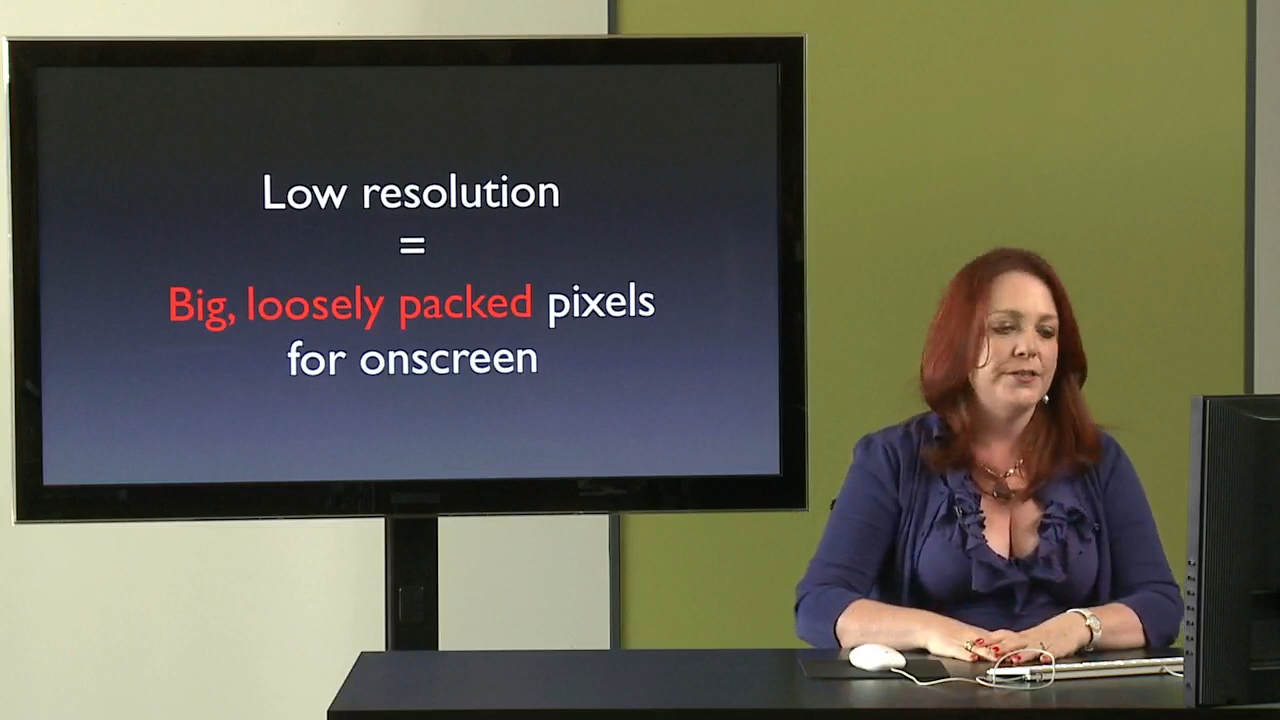 Low resolution
=
Big, loosely packed pixels
for onscreen